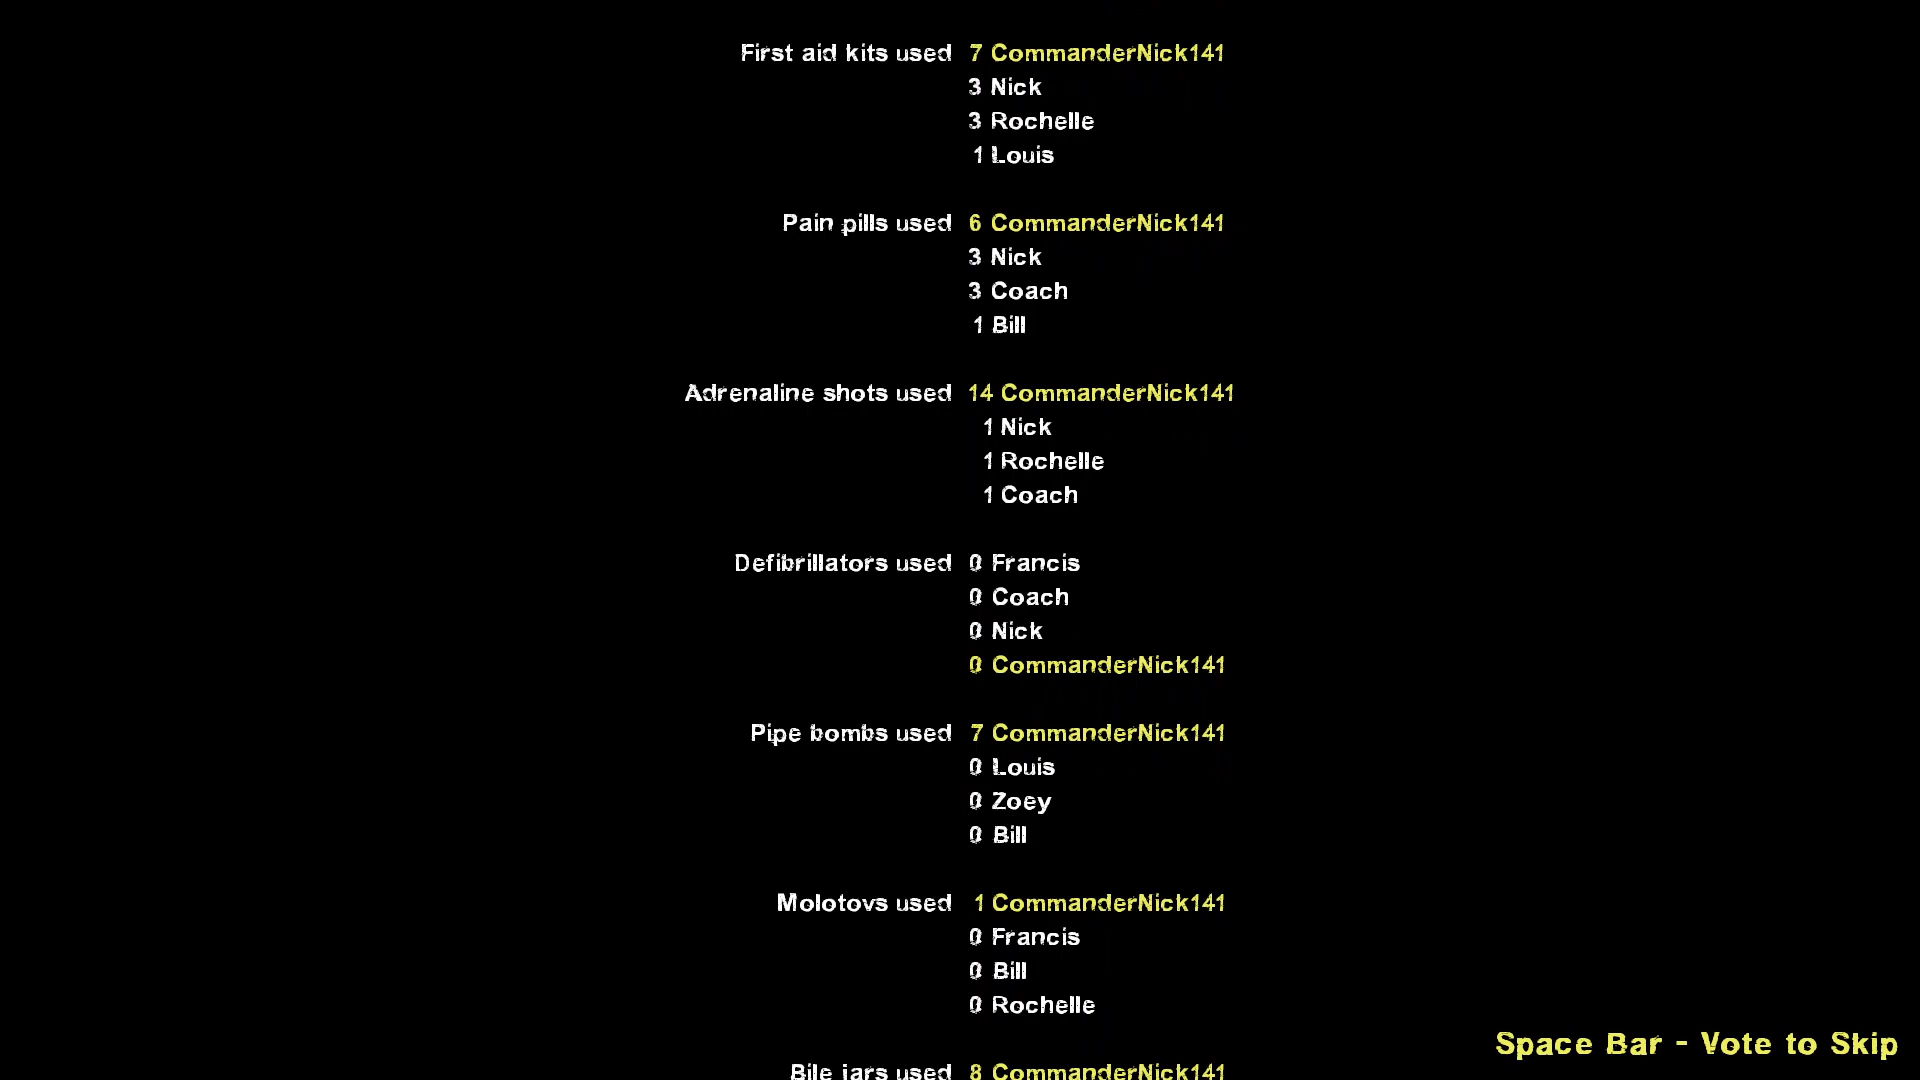 First aid kits used 7 CommanderNick141
3 Nick
3 Rochelle
1 Louis
Pain pills used 6 CommanderNick141
3 Nick
3 Coach
1 Bill
Adrenaline shots used 14 CommanderNick141
1 Nick
1 Rochelle
1 Coach
Defibrillators used 0 Francis
0 Coach
0 Nick
0 CommanderNick141
Pipe bombs used 7 CommanderNick141
0 Louis
0 Zoey
0 Bill
Molotovs used 1 CommanderNick141
0 Francis
0 Bill
0 Rochelle
Space Bar - Vote to Skip
Bile jars used 8 CommanderNick141